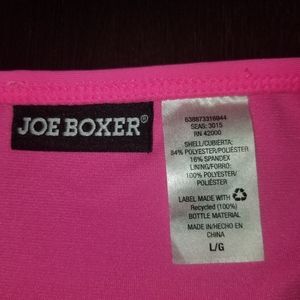 JOE BOXER®
638873316944
SEAS: 3015
RN 42000
SHELL/CUBIERTA:
84% POLYESTER/POLIÉSTER
16% SPANDEX
LINING/FORRO:
100% POLYESTER/
POLIÉSTER
LABEL MADE WITH
Recycled (100%)
BOTTLE MATERIAL
MADE IN/HECHO EN
CHINA
L/G